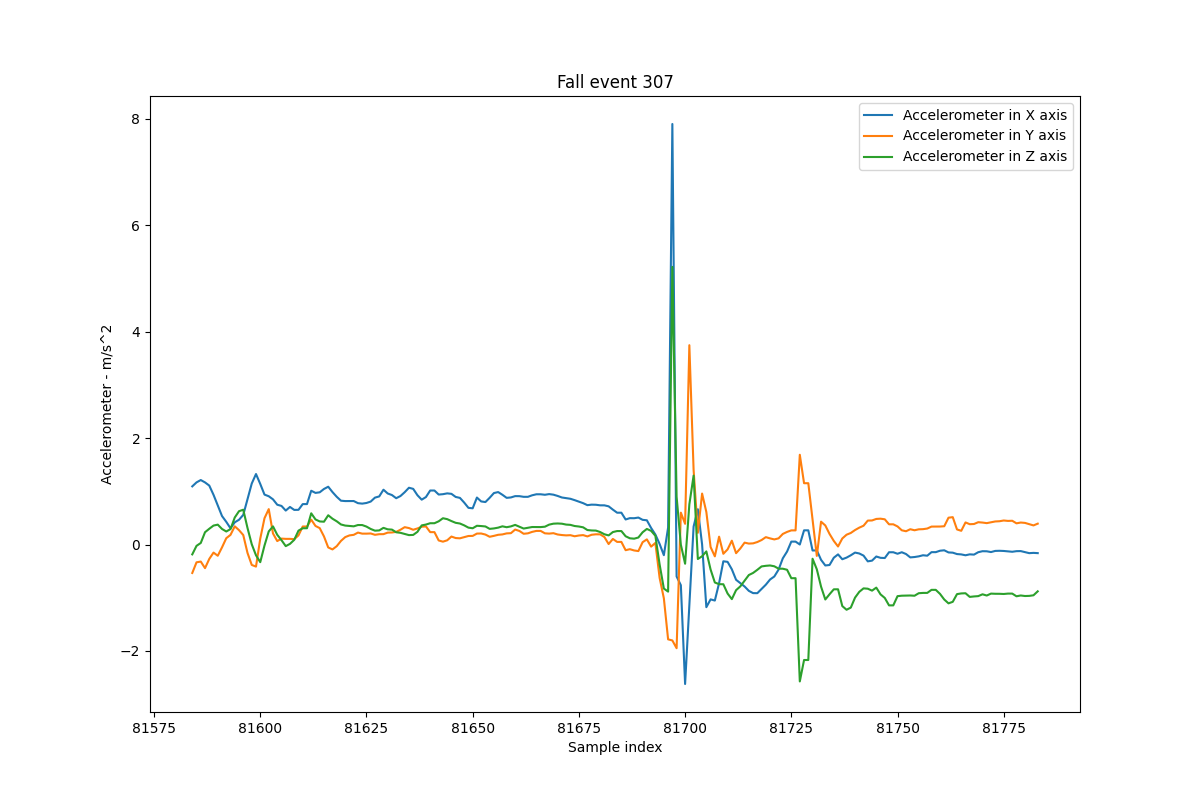 Fall event 307
Accelerometer in X axis
Accelerometer in Y axis
Accelerometer in Z axis
Accelerometer - m/s^2
8
6
4
2
0
−2
81575 81600 81625 81650 81675 81700 81725 81750 81775
Sample index